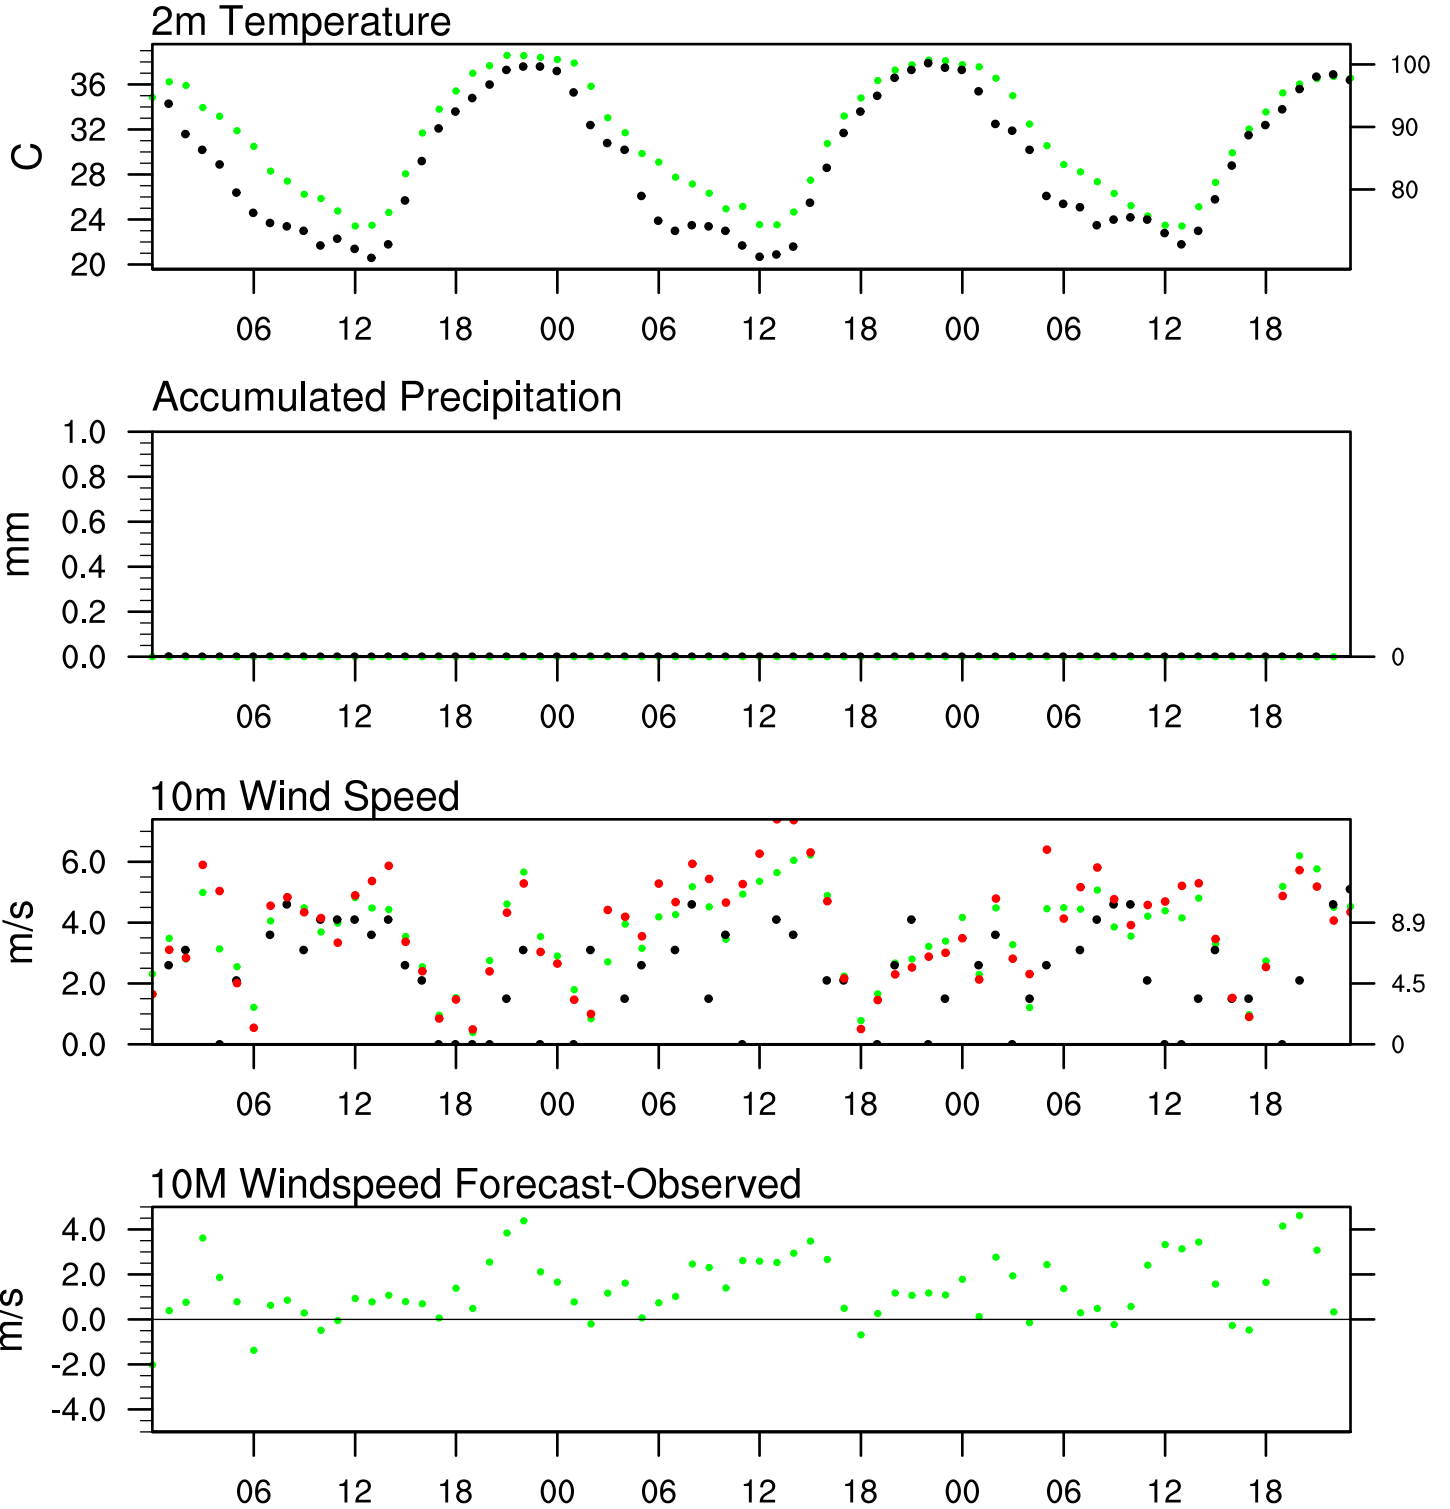 2m Temperature
36
32
28
24
20
C
100
90
80
06 12 18 00 06 12 18 00 06 12 18
Accumulated Precipitation
1.0
0.8
0.6
0.4
0.2
0.0
mm
0
06 12 18 00 06 12 18 00 06 12 18
10m Wind Speed
6.0
4.0
2.0
0.0
m/s
8.9
4.5
0
06 12 18 00 06 12 18 00 06 12 18
10M Windspeed Forecast-Observed
4.0
2.0
0.0
-2.0
-4.0
m/s
06 12 18 00 06 12 18 00 06 12 18